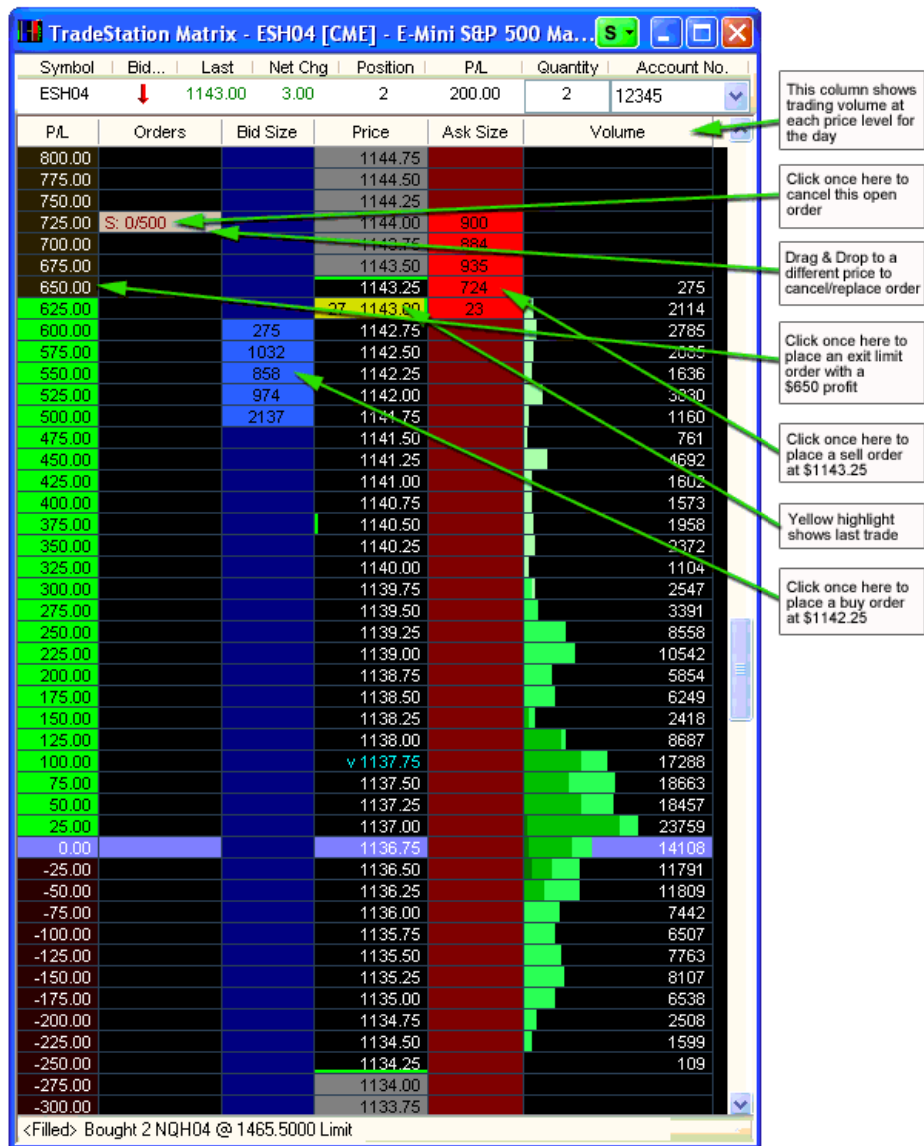 TradeStation Matrix - ESH04 [CME] - E-Mini S&P 500 Ma... S
Symbol Bid... Last Net Chg Position P/L Quantity Account No.
ESH04 1143.00 3.00 2 200.00 2 12345
P/L Orders Bid Size Price Ask Size Volume
800.00 1144.75
775.00 1144.50
750.00 1144.25
725.00 S: 0/500 1144.00 900
700.00 1143.75 884
675.00 1143.50 935
650.00 1143.25 724 275
625.00 27 1143.00 23 2114
600.00 275 1142.75 2785
575.00 1032 1142.50
550.00 858 1142.25 1636
525.00 974 1142.00
500.00 2137 1141.75 1160
475.00 1141.50 761
450.00 1141.25 4692
425.00 1141.00 1602
400.00 1140.75 1573
375.00 1140.50 1958
350.00 1140.25 2372
325.00 1140.00 1104
300.00 1139.75 2547
275.00 1139.50 3391
250.00 1139.25 8558
225.00 1139.00 10542
200.00 1138.75 5854
175.00 1138.50 6249
150.00 1138.25 2418
125.00 1138.00 8687
100.00 v 1137.75 17288
75.00 1137.50 18663
50.00 1137.25 18457
25.00 1137.00 23759
0.00 1136.75 14108
-25.00 1136.50 11791
-50.00 1136.25 11809
-75.00 1136.00 7442
-100.00 1135.75 6507
-125.00 1135.50 7763
-150.00 1135.25 8107
-175.00 1135.00 6538
-200.00 1134.75 2508
-225.00 1134.50 1599
-250.00 1134.25 109
-275.00 1134.00
-300.00 1133.75
<Filled> Bought 2 NQH04 @ 1465.5000 Limit
This column shows
trading volume at
each price level for
the day
Click once here to
cancel this open
order
Drag & Drop to a
different price to
cancel/replace order
Click once here to
place an exit limit
order with a
$650 profit
Click once here to
place a sell order
at $1143.25
Yellow highlight
shows last trade
Click once here to
place a buy order
at $1142.25